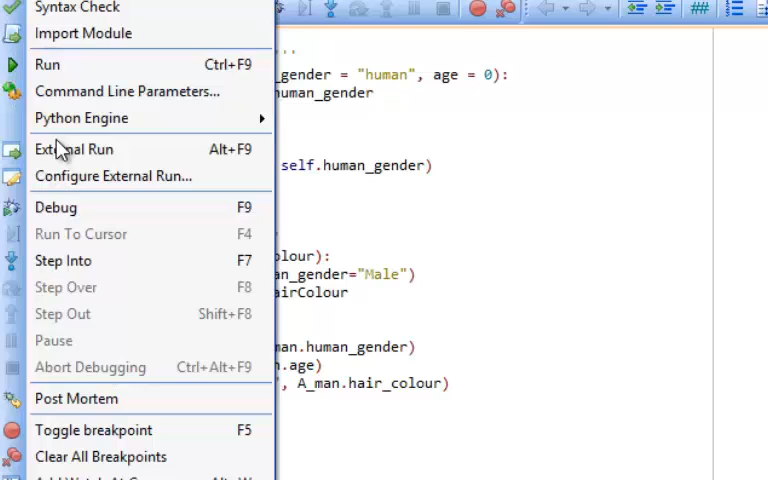 Syntax Check
Import Module
Run Ctrl+F9
Command Line Parameters...
Python Engine
External Run Alt+F9
Configure External Run...
Debug F9
Run To Cursor F4
Step Into F7
Step Over F8
Step Out Shift+F8
Pause
Abort Debugging Ctrl+Alt+F9
Post Mortem
Toggle breakpoint F5
Clear All Breakpoints
...
_gender = "human", age = 0):
human_gender
self.human_gender)
olour):
an_gender="Male")
airColour
man.human_gender)
n.age)
", A_man.hair_colour)
##